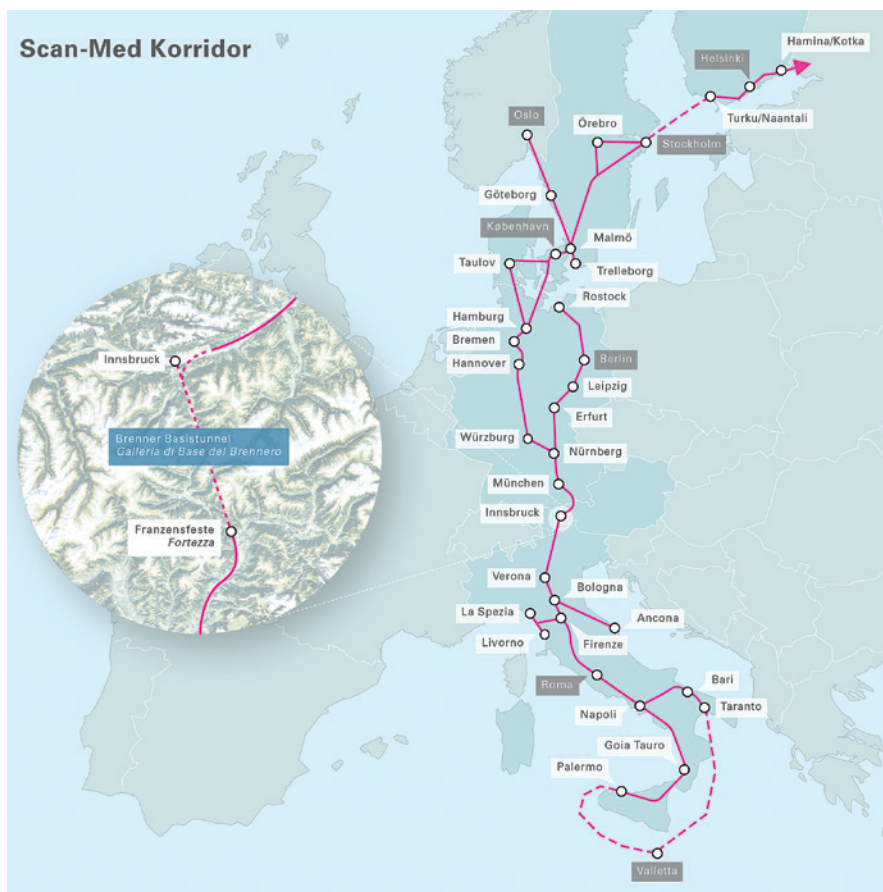 Scan-Med Korridor
Hamina/Kotka
Helsinki
Turku/Naantali
Oslo
Örebro
Stockholm
Göteborg
København
Malmö
Taulov
Trelleborg
Rostock
Hamburg
Bremen
Berlin
Hannover
Leipzig
Erfurt
Würzburg
Nürnberg
München
Innsbruck
Verona
Bologna
La Spezia
Ancona
Livorno
Firenze
Roma
Bari
Taranto
Napoli
Goia Tauro
Palermo
Valletta
Innsbruck
Brenner Basistunnel
Galleria di Base del Brennero
Franzensfeste
Fortezza